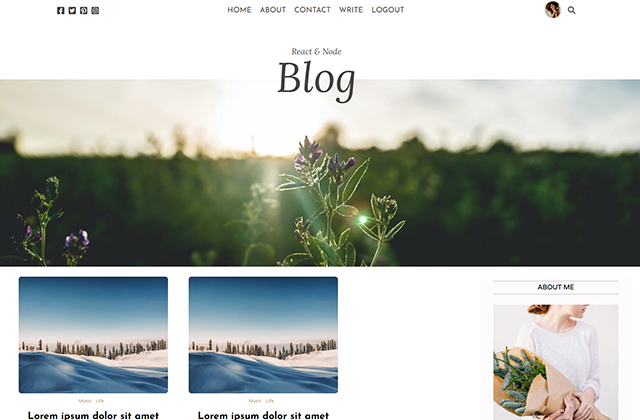 HOME ABOUT CONTACT WRITE LOGOUT
React & Node
Blog
Music Life
Lorem ipsum dolor sit amet
Music Life
Lorem ipsum dolor sit amet
ABOUT ME